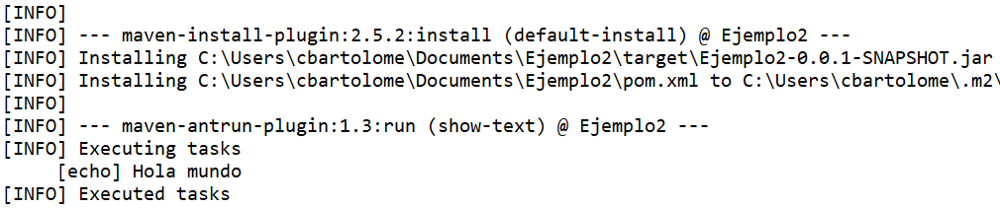 [INFO]
[INFO] --- maven-install-plugin:2.5.2:install (default-install) @ Ejemplo2 ---
[INFO] Installing C:\Users\cbartolome\Documents\Ejemplo2\target\Ejemplo2-0.0.1-SNAPSHOT.jar
[INFO] Installing C:\Users\cbartolome\Documents\Ejemplo2\pom.xml to C:\Users\cbartolome\.m2\
[INFO]
[INFO] --- maven-antrun-plugin:1.3:run (show-text) @ Ejemplo2 ---
[INFO] Executing tasks
     [echo] Hola mundo
[INFO] Executed tasks